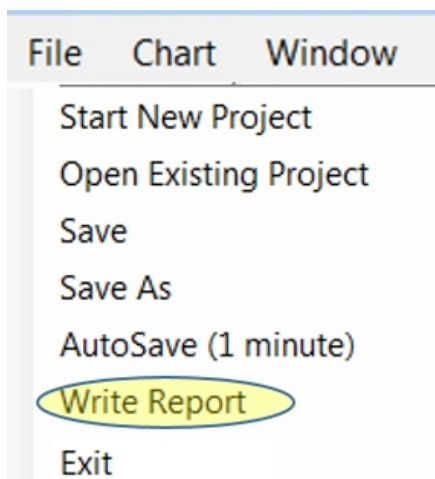 File Chart Window
Start New Project
Open Existing Project
Save
Save As
AutoSave (1 minute)
Write Report
Exit